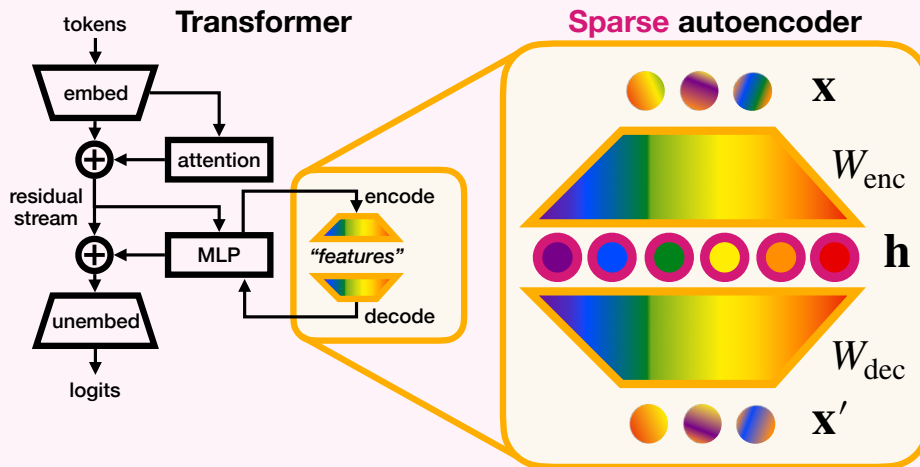 Transformer
tokens
embed
attention
residual
stream
MLP
unembed
logits
encode
“features”
decode
Sparse autoencoder
x
W_enc
h
W_dec
x′